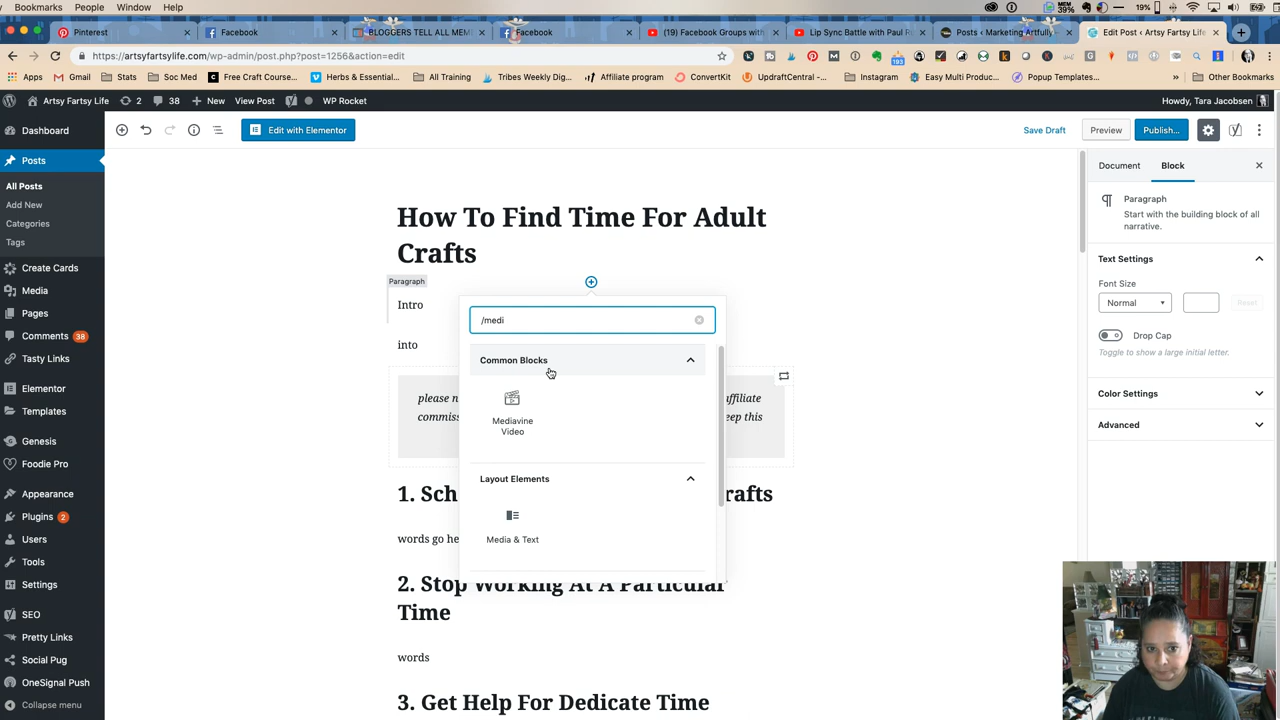 Bookmarks People Window Help
39% 19%
Pinterest
Facebook
BLOGGERS TELL ALL MEM
Facebook
(19) Facebook Groups with
Lip Sync Battle with Paul R
Posts ‹ Marketing Artfully
Edit Post ‹ Artsy Fartsy Life
https://artsyfartsylife.com/wp-admin/post.php?post=1256&action=edit
193
Apps Gmail Stats Soc Med Free Craft Course... Herbs & Essential... All Training Tribes Weekly Dig... Affiliate program ConvertKit UpdraftCentral -... Instagram Easy Multi Produc... Popup Templates... » Other Bookmarks
Artsy Fartsy Life 2 38 + New View Post WP Rocket Howdy, Tara Jacobsen
Dashboard
Posts
All Posts
Add New
Categories
Tags
Create Cards
Media
Pages
Comments 38
Tasty Links
Elementor
Templates
Genesis
Foodie Pro
Appearance
Plugins 2
Users
Tools
Settings
SEO
Pretty Links
Social Pug
OneSignal Push
Collapse menu
Edit with Elementor
Save Draft Preview Publish...
How To Find Time For Adult
Crafts
Paragraph
Intro
into
/medi
Common Blocks
Mediavine
Video
Layout Elements
Media & Text
please n ffiliate
commiss eep this
1. Sch rafts
words go he
2. Stop Working At A Particular
Time
words
3. Get Help For Dedicate Time
Document Block
Paragraph
Start with the building block of all
narrative.
Text Settings
Font Size
Normal
Reset
Drop Cap
Toggle to show a large initial letter.
Color Settings
Advanced